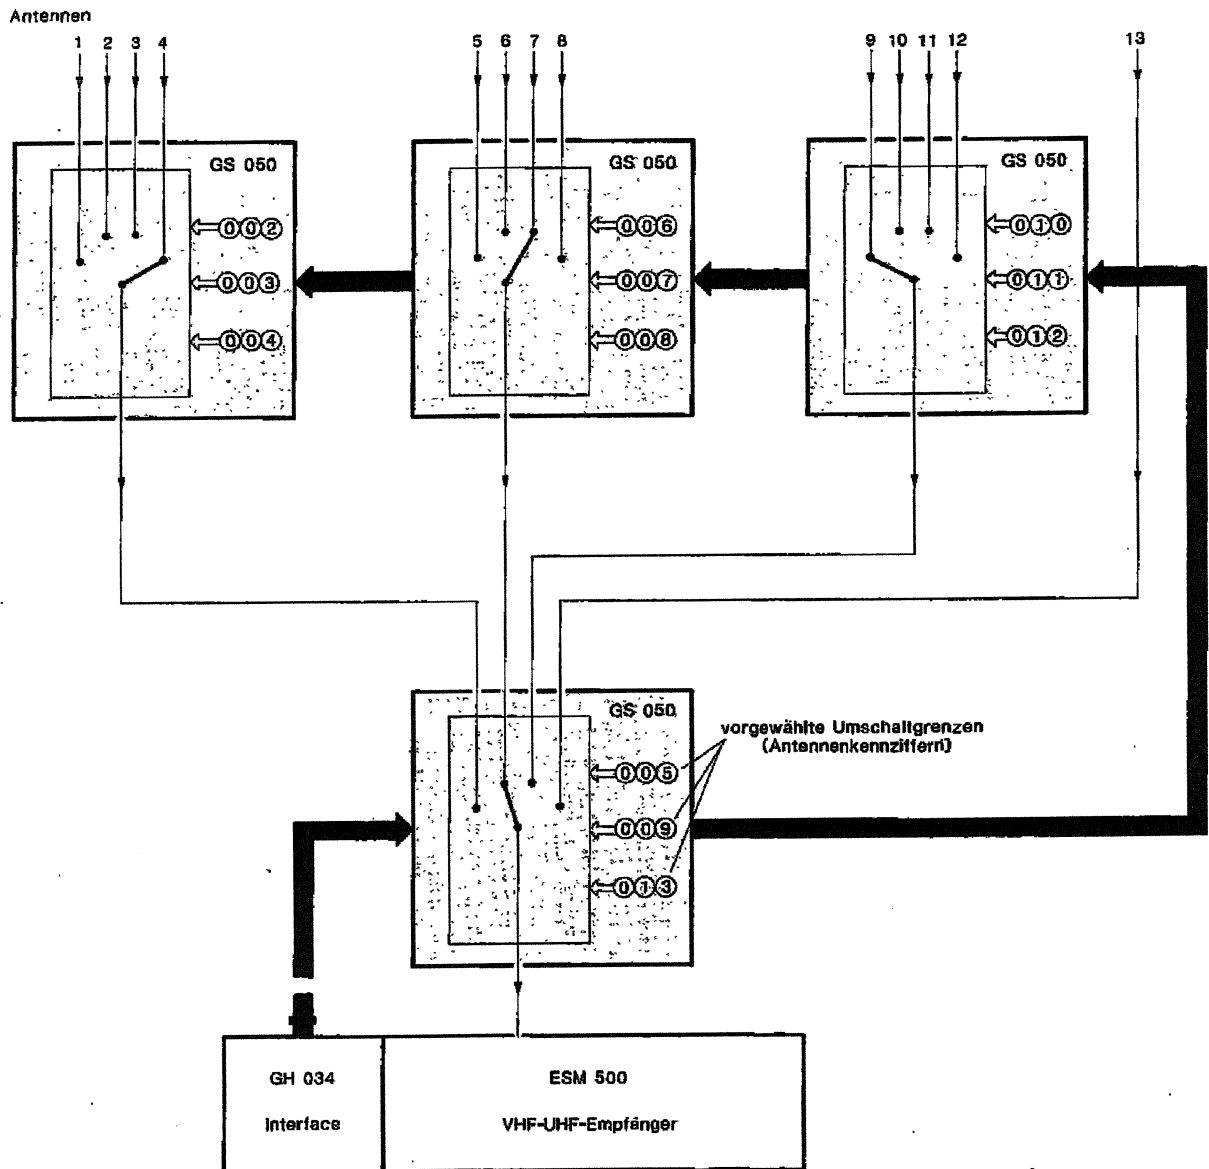 Antennen
1 2 3 4 5 6 7 8 9 10 11 12 13
GS 050 GS 050 GS 050
002 006 010
003 007 011
004 008 012
GS 050
vorgewählte Umschaltgrenzen
(Antennenkennziffern)
005
009
013
GH 034 ESM 500
Interface VHF-UHF-Empfänger